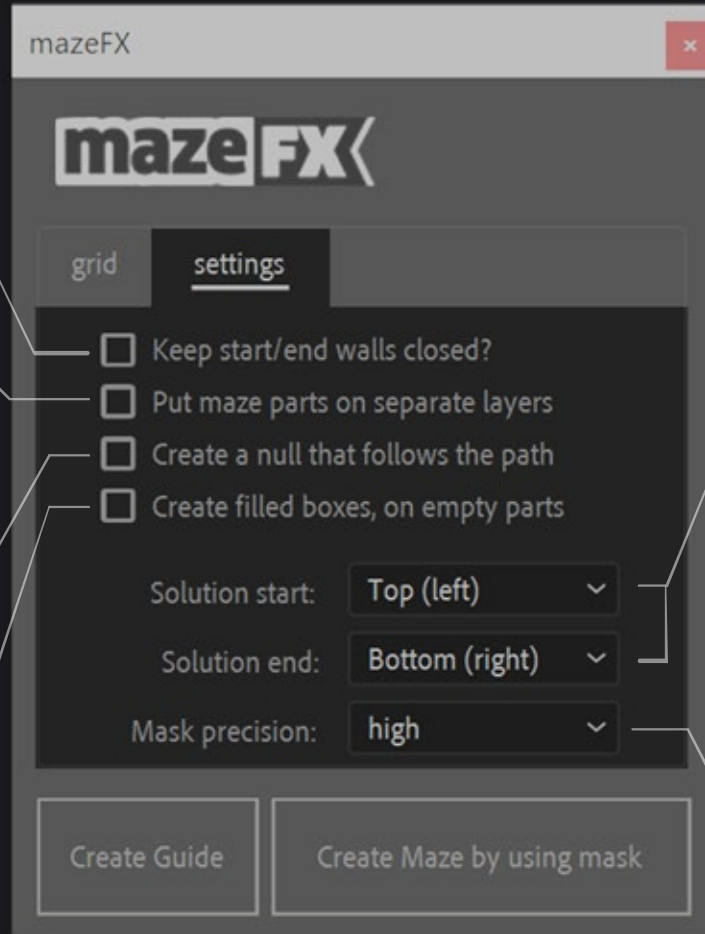 mazeFX
maze FX
grid settings
Keep start/end walls closed?
Put maze parts on separate layers
Create a null that follows the path
Create filled boxes, on empty parts
Solution start: Top (left)
Solution end: Bottom (right)
Mask precision: high
Create Guide Create Maze by using mask